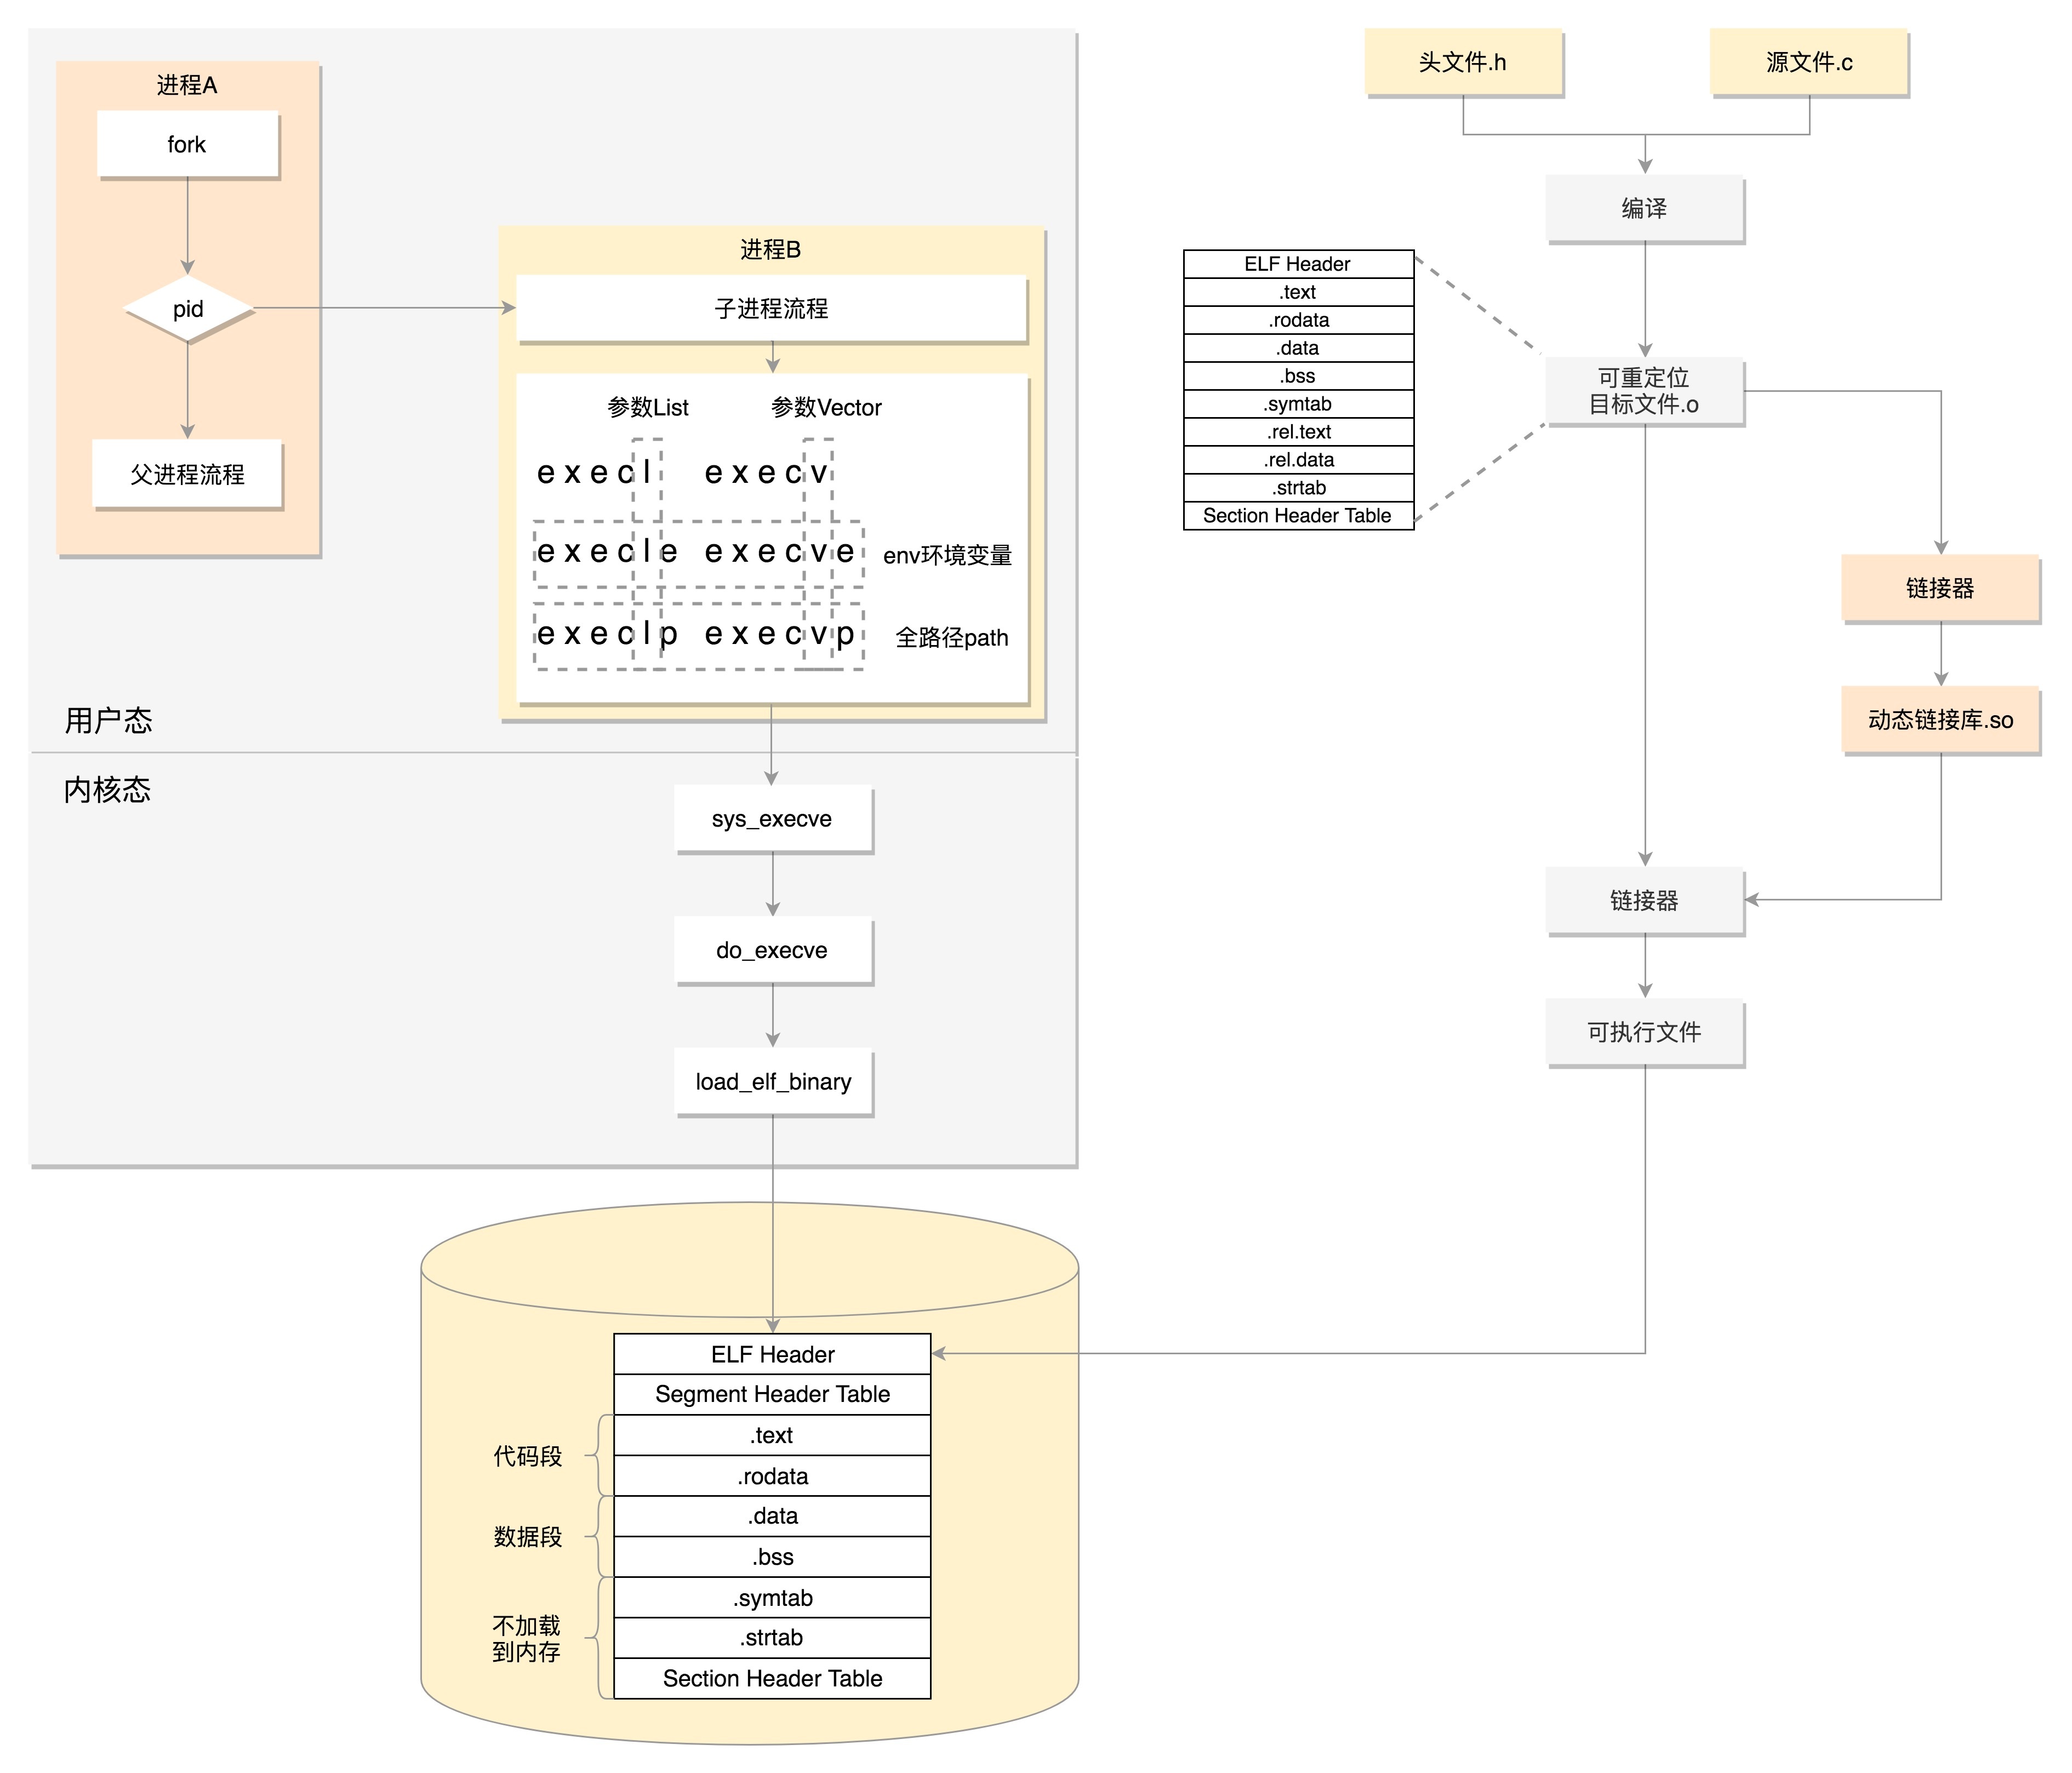 进程A
fork
pid
父进程流程
进程B
子进程流程
参数List 参数Vector
execl execv
execle execve env环境变量
execlp execvp 全路径path
用户态
内核态
sys_execve
do_execve
load_elf_binary
ELF Header
Segment Header Table
代码段
.text
.rodata
数据段
.data
.bss
不加载
到内存
.symtab
.strtab
Section Header Table
头文件.h
源文件.c
编译
ELF Header
.text
.rodata
.data
.bss
.symtab
.rel.text
.rel.data
.strtab
Section Header Table
可重定位
目标文件.o
链接器
动态链接库.so
链接器
可执行文件